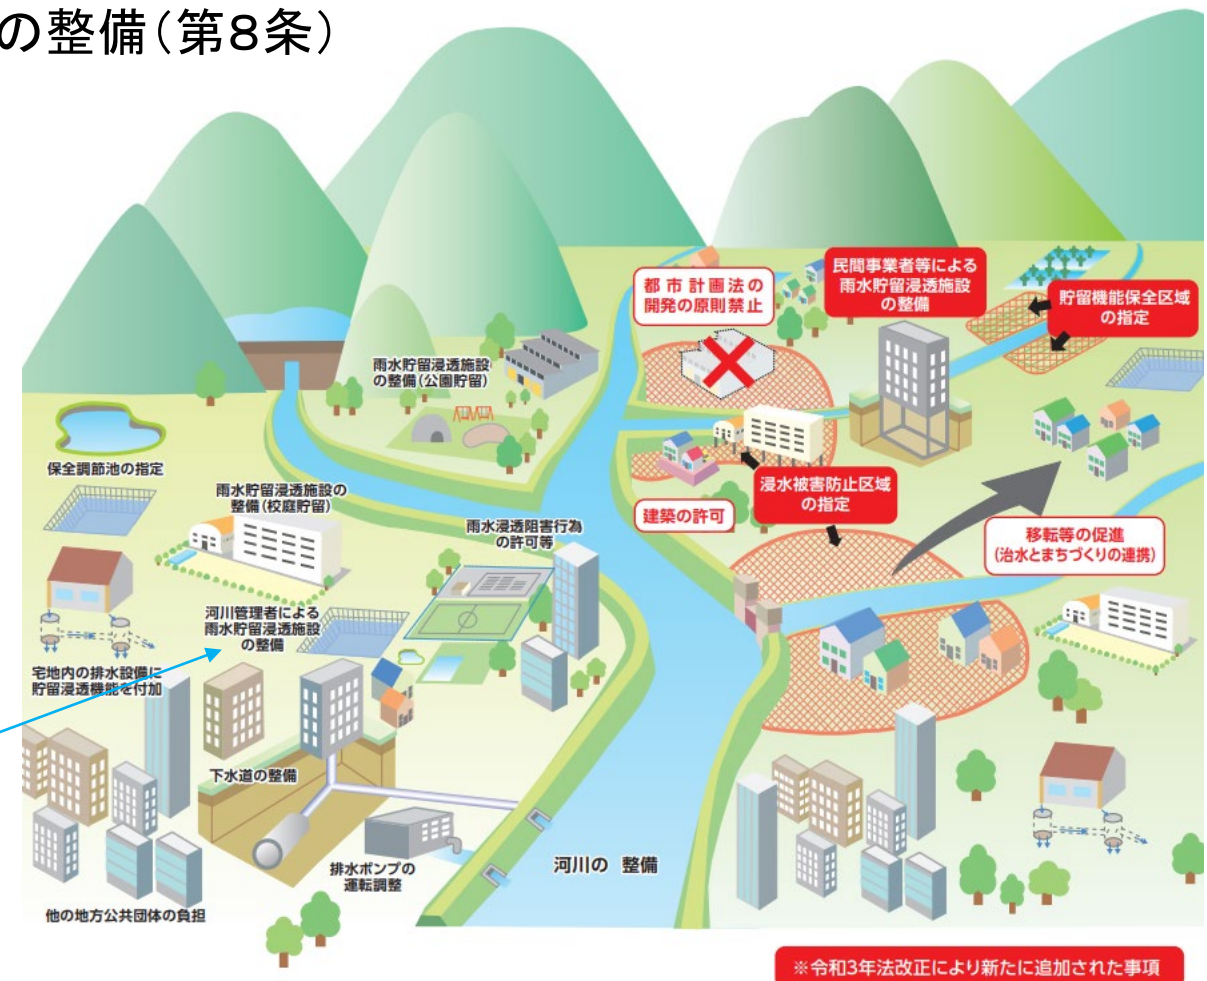 の整備(第8条)
都市計画法の
開発の原則禁止
民間事業者等による
雨水貯留浸透施設
の整備
貯留機能保全区域
の指定
雨水貯留浸透施設
の整備(公園貯留)
保全調節池の指定
雨水貯留浸透施設の
整備(校庭貯留)
雨水浸透阻害行為
の許可等
建築の許可
浸水被害防止区域
の指定
移転等の促進
(治水とまちづくりの連携)
河川管理者による
雨水貯留浸透施設
の整備
宅地内の排水設備に
貯留浸透機能を付加
下水道の整備
排水ポンプの
運転調整
河川の 整備
他の地方公共団体の負担
※令和3年法改正により新たに追加された事項